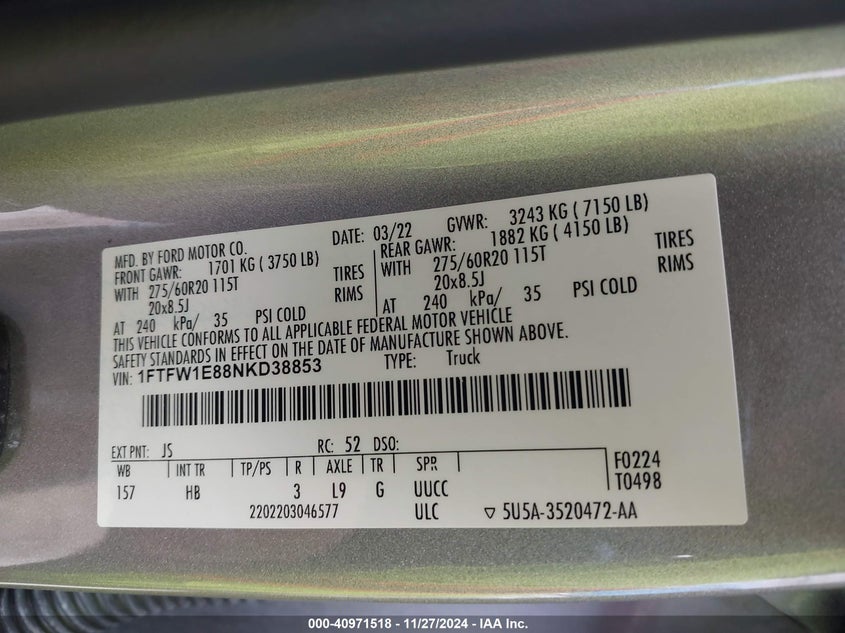 MFD. BY FORD MOTOR CO.
DATE: 03/22
GVWR: 3243 KG ( 7150 LB)
FRONT GAWR: 1701 KG ( 3750 LB)
REAR GAWR: 1882 KG ( 4150 LB)
WITH 275/60R20 115T TIRES
WITH 275/60R20 115T TIRES
20x8.5J RIMS
20x8.5J RIMS
AT 240 kPa/ 35 PSI COLD
AT 240 kPa/ 35 PSI COLD
THIS VEHICLE CONFORMS TO ALL APPLICABLE FEDERAL MOTOR VEHICLE
SAFETY STANDARDS IN EFFECT ON THE DATE OF MANUFACTURE SHOWN ABOVE.
VIN: 1FTFW1E88NKD38853 TYPE: Truck
EXT PNT: JS RC: 52 DSO:
WB INT TR TP/PS R AXLE TR SPR F0224
157 HB 3 L9 G UUCC T0498
2202203046577 ULC ▽ 5U5A-3520472-AA
000-40971518 - 11/27/2024 - IAA Inc.